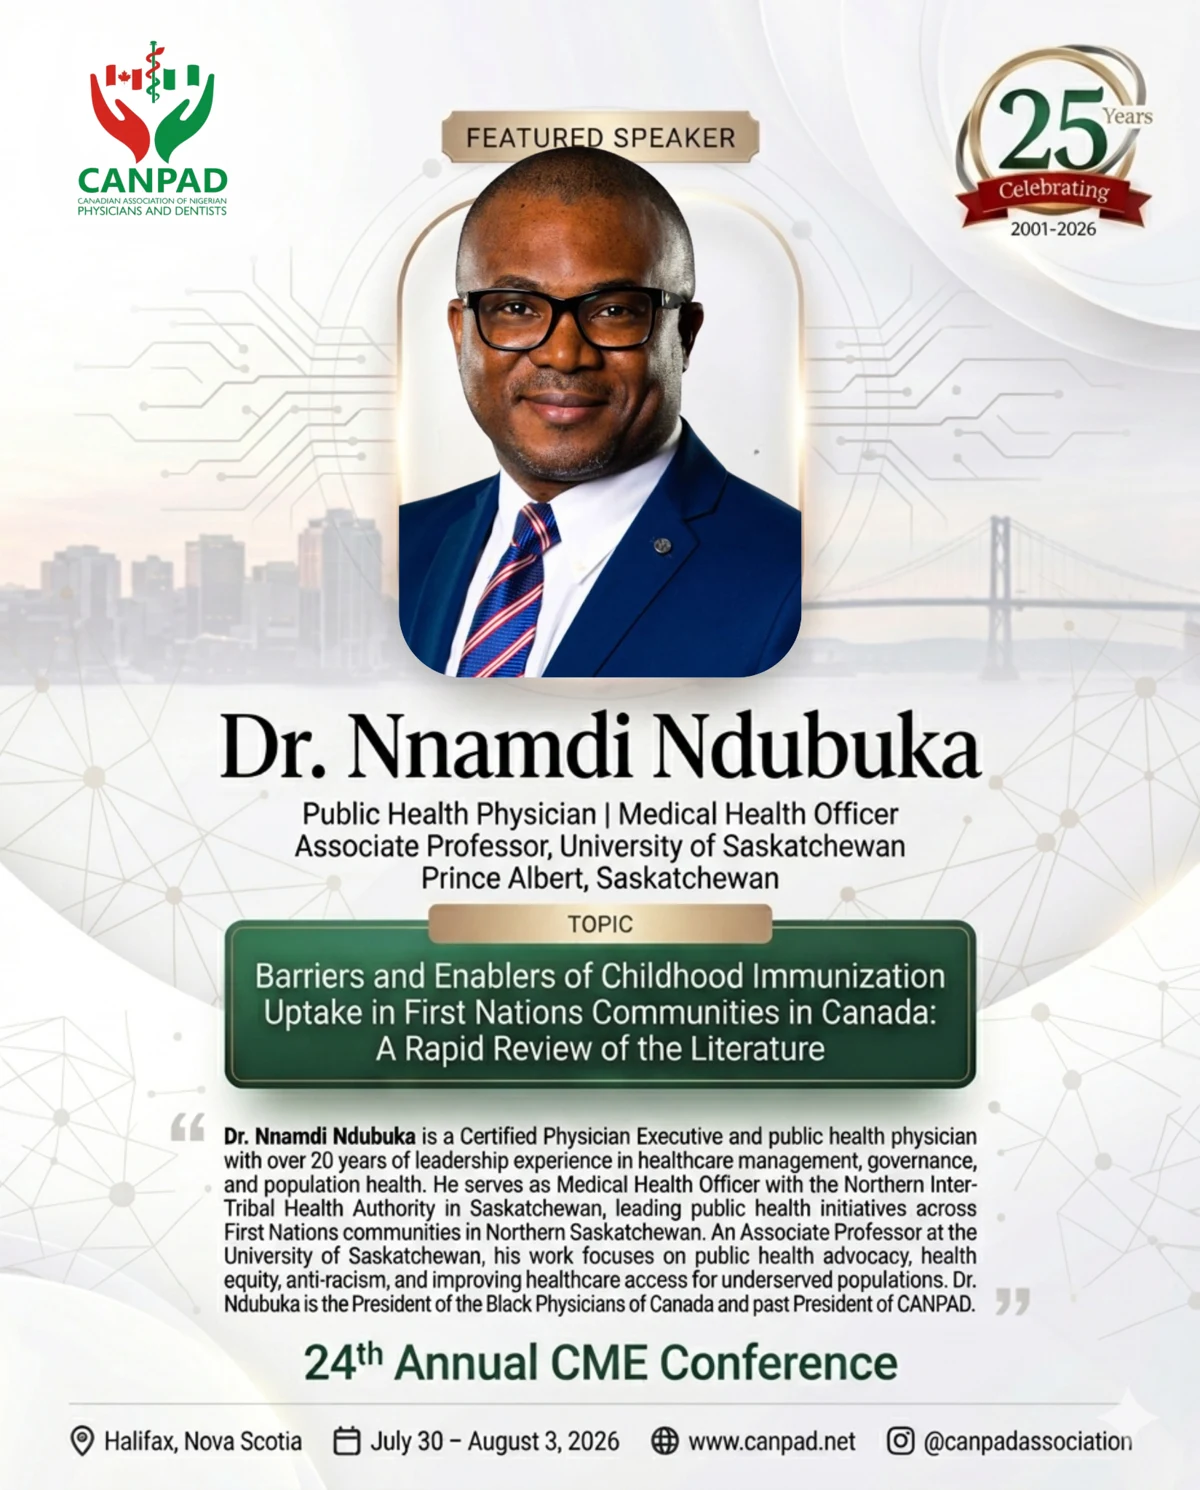 CANPAD
CANADIAN ASSOCIATION OF NIGERIAN
PHYSICIANS AND DENTISTS
FEATURED SPEAKER
25 Years
Celebrating
2001-2026
Dr. Nnamdi Ndubuka
Public Health Physician | Medical Health Officer
Associate Professor, University of Saskatchewan
Prince Albert, Saskatchewan
TOPIC
Barriers and Enablers of Childhood Immunization
Uptake in First Nations Communities in Canada:
A Rapid Review of the Literature
“ Dr. Nnamdi Ndubuka is a Certified Physician Executive and public health physician
with over 20 years of leadership experience in healthcare management, governance,
and population health. He serves as Medical Health Officer with the Northern Inter-
Tribal Health Authority in Saskatchewan, leading public health initiatives across
First Nations communities in Northern Saskatchewan. An Associate Professor at the
University of Saskatchewan, his work focuses on public health advocacy, health
equity, anti-racism, and improving healthcare access for underserved populations. Dr.
Ndubuka is the President of the Black Physicians of Canada and past President of CANPAD. ”
24th Annual CME Conference
Halifax, Nova Scotia July 30 – August 3, 2026 www.canpad.net @canpadassociation